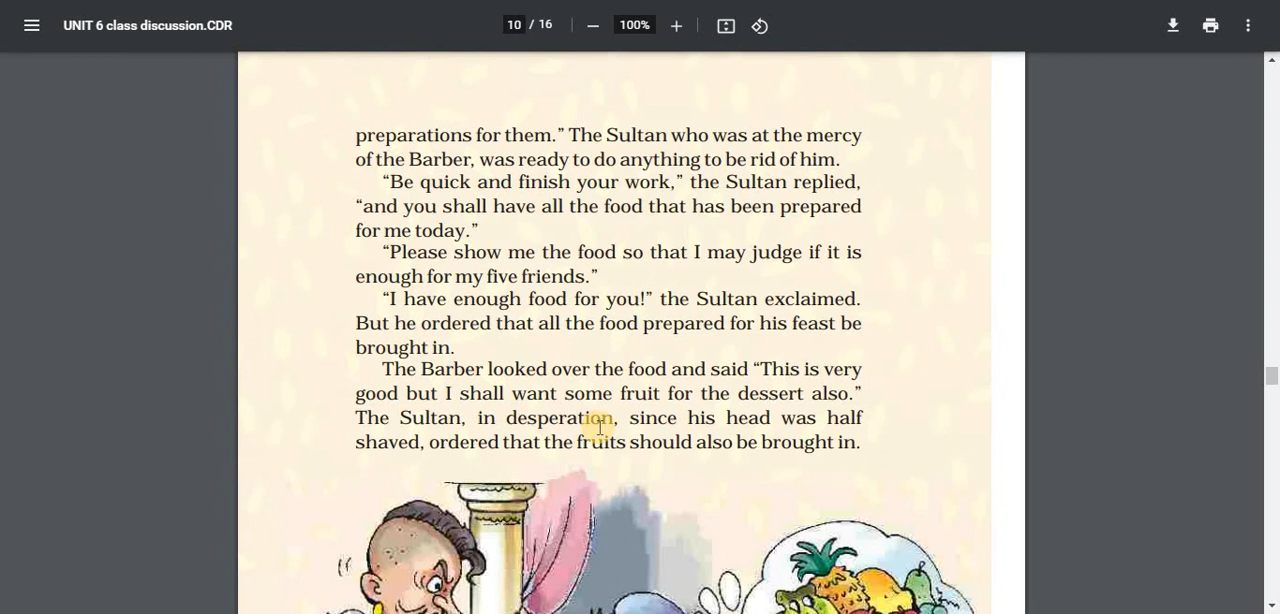 UNIT 6 class discussion.CDR
10 / 16
100%
preparations for them.” The Sultan who was at the mercy
of the Barber, was ready to do anything to be rid of him.
“Be quick and finish your work,” the Sultan replied,
“and you shall have all the food that has been prepared
for me today.”
“Please show me the food so that I may judge if it is
enough for my five friends.”
“I have enough food for you!” the Sultan exclaimed.
But he ordered that all the food prepared for his feast be
brought in.
The Barber looked over the food and said “This is very
good but I shall want some fruit for the dessert also.”
The Sultan, in desperation, since his head was half
shaved, ordered that the fruits should also be brought in.